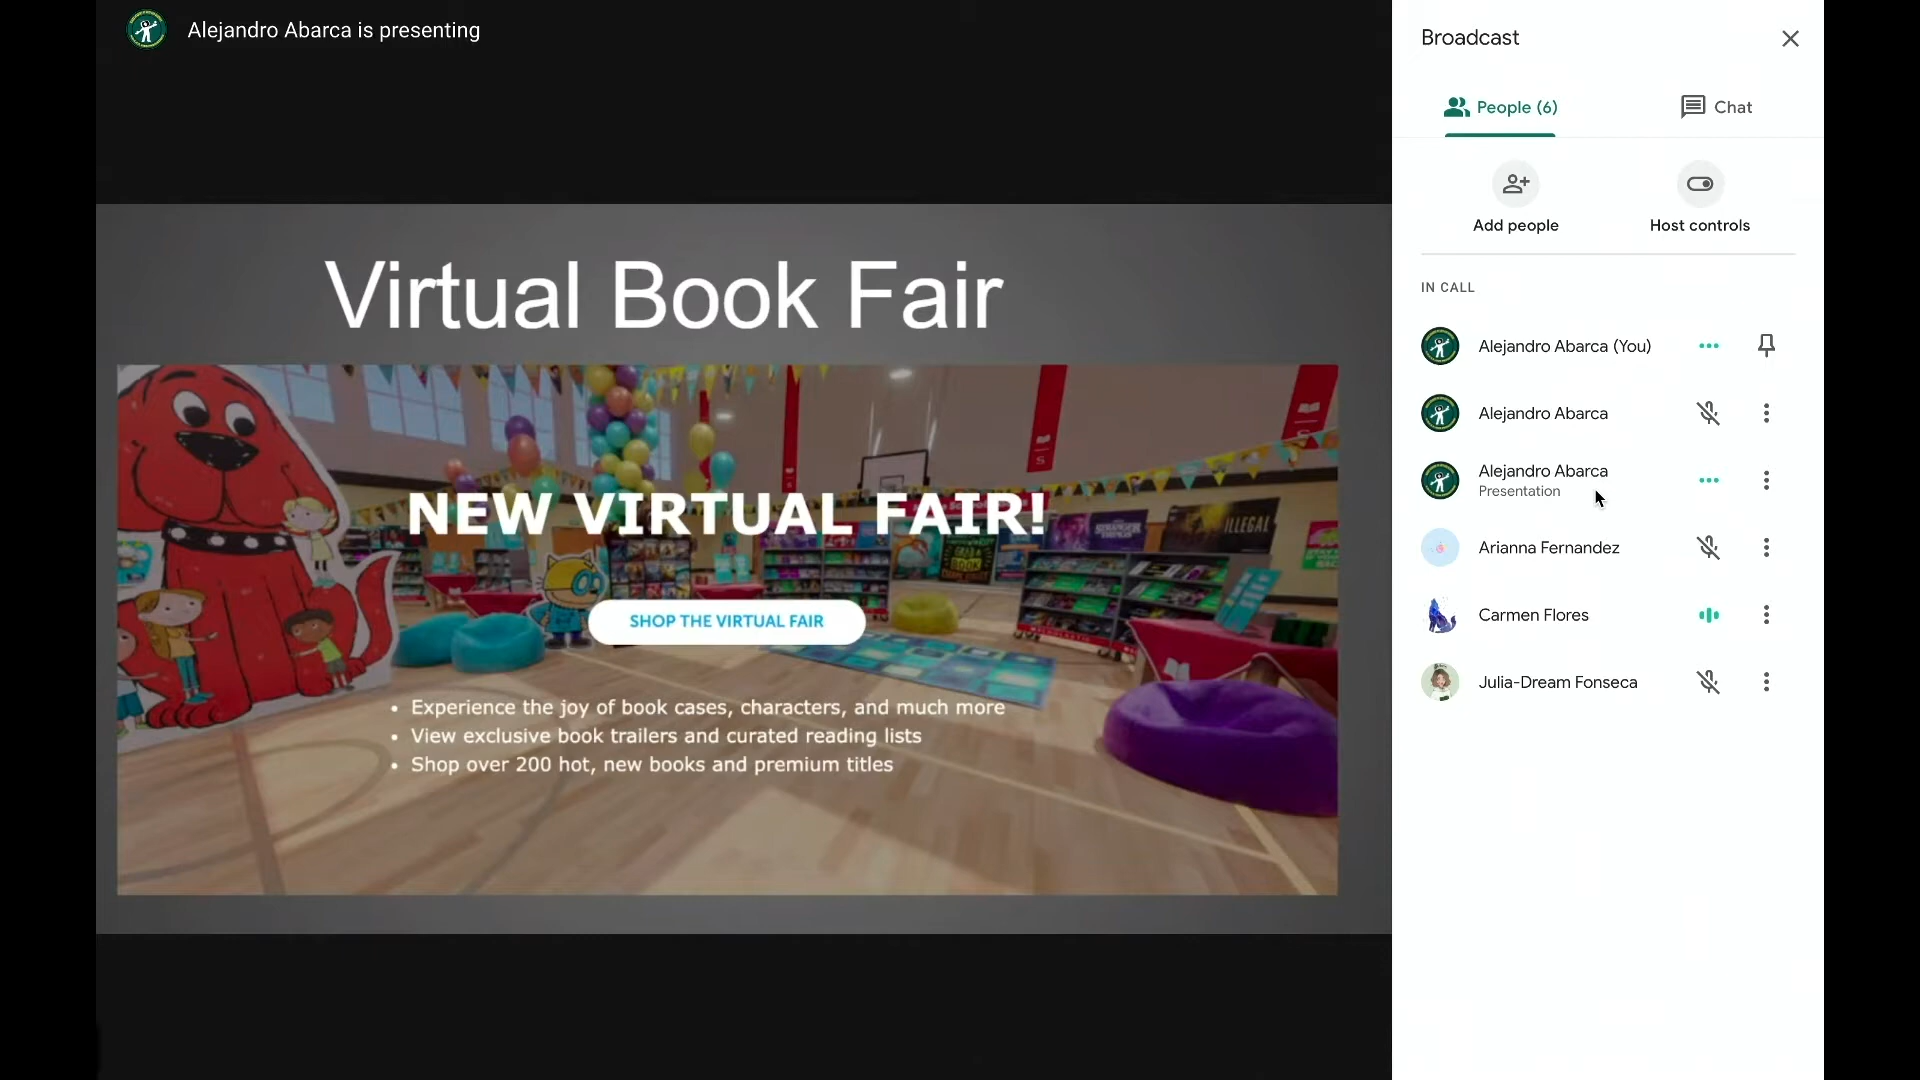 Alejandro Abarca is presenting
Virtual Book Fair
NEW VIRTUAL FAIR!
SHOP THE VIRTUAL FAIR
• Experience the joy of book cases, characters, and much more
• View exclusive book trailers and curated reading lists
• Shop over 200 hot, new books and premium titles
ILLEGAL
Broadcast
People (6)
Chat
Add people
Host controls
IN CALL
Alejandro Abarca (You)
Alejandro Abarca
Alejandro Abarca
Presentation
Arianna Fernandez
Carmen Flores
Julia-Dream Fonseca